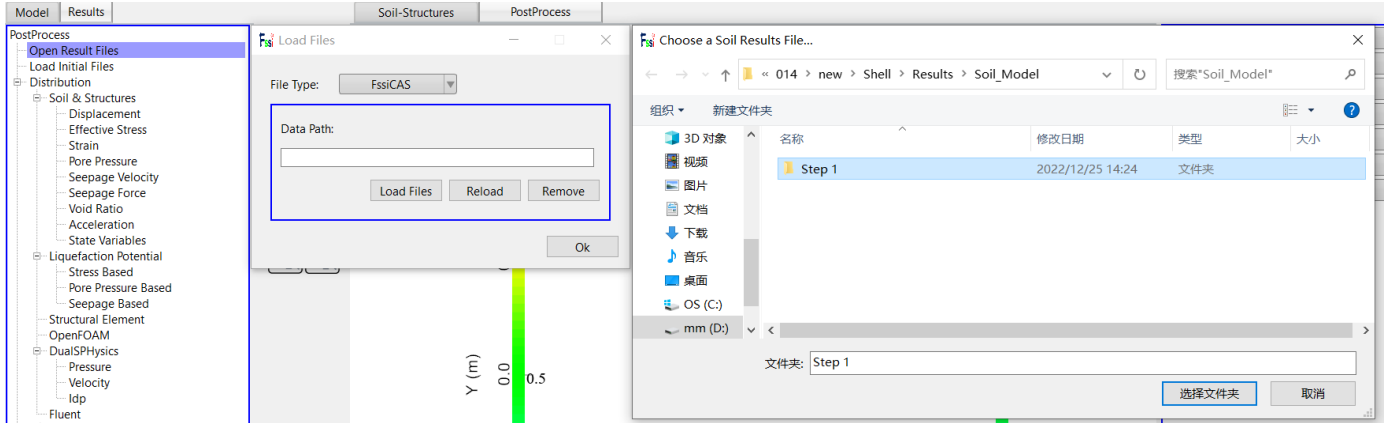 Model Results
Soil-Structures PostProcess
PostProcess
Open Result Files
Load Initial Files
Distribution
Soil & Structures
Displacement
Effective Stress
Strain
Pore Pressure
Seepage Velocity
Seepage Force
Void Ratio
Acceleration
State Variables
Liquefaction Potential
Stress Based
Pore Pressure Based
Seepage Based
Structural Element
OpenFOAM
DualSPHysics
Pressure
Velocity
Idp
Fluent
Fssi Load Files
File Type: FssiCAS
Data Path:
Load Files Reload Remove
Ok
Y (m)
0.0
0.5
Fssi Choose a Soil Results File...
« 014 > new > Shell > Results > Soil_Model
搜索"Soil_Model"
组织 新建文件夹
名称 修改日期 类型 大小
Step 1 2022/12/25 14:24 文件夹
3D 对象
视频
图片
文档
下载
音乐
桌面
OS (C:)
mm (D:)
文件夹: Step 1
选择文件夹 取消